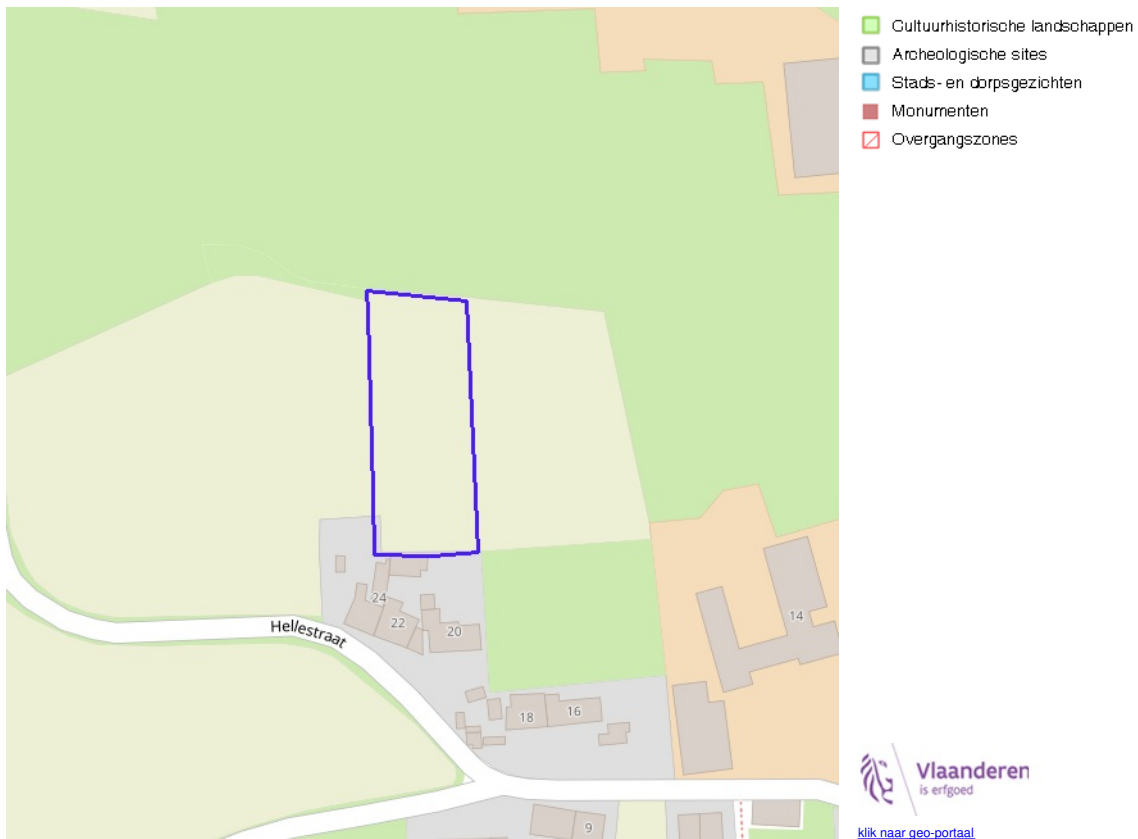 Cultuurhistorische landschappen
Archeologische sites
Stads- en dorpsgezichten
Monumenten
Overgangszones
24
22
20
Hellestraat
14
18
16
9
Vlaanderen
is erfgoed
klik naar geo-portaal